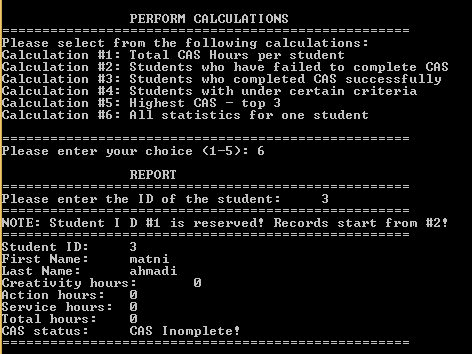 PERFORM CALCULATIONS
==================================================
Please select from the following calculations:
Calculation #1: Total CAS Hours per student
Calculation #2: Students who have failed to complete CAS
Calculation #3: Students who completed CAS successfully
Calculation #4: Students with under certain criteria
Calculation #5: Highest CAS - top 3
Calculation #6: All statistics for one student
==================================================
Please enter your choice (1-5): 6
REPORT
==================================================
Please enter the ID of the student: 3
==================================================
NOTE: Student I D #1 is reserved! Records start from #2!
==================================================
Student ID: 3
First Name: matni
Last Name: ahmadi
Creativity hours: 0
Action hours: 0
Service hours: 0
Total hours: 0
CAS status: CAS Inomplete!
==================================================